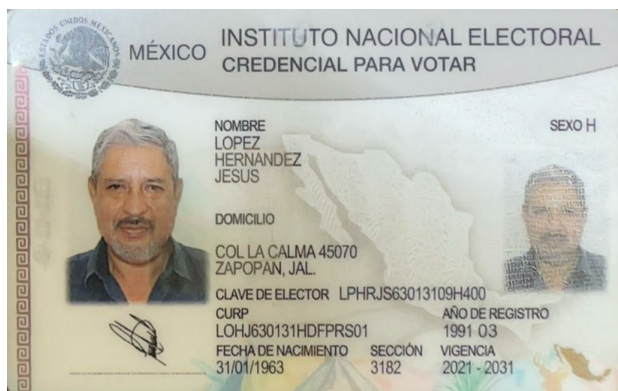 ESTADOS UNIDOS MEXICANOS
MÉXICO
INSTITUTO NACIONAL ELECTORAL
CREDENCIAL PARA VOTAR
NOMBRE
SEXO H
LOPEZ
HERNANDEZ
JESUS
DOMICILIO
COL LA CALMA 45070
ZAPOPAN, JAL.
CLAVE DE ELECTOR LPHRJS63013109H400
CURP
AÑO DE REGISTRO
LOHJ630131HDFPRS01
1991 03
FECHA DE NACIMIENTO SECCIÓN VIGENCIA
31/01/1963 3182 2021 - 2031